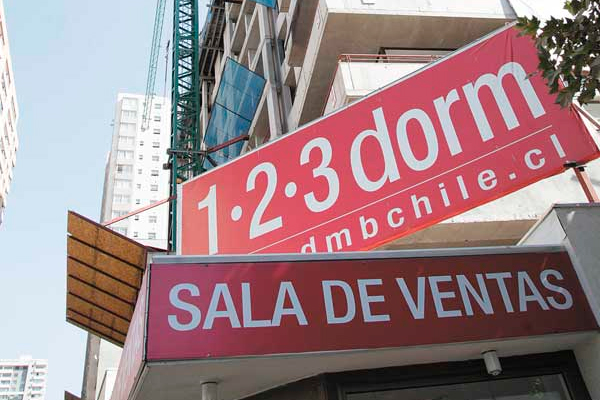 1·2·3 dorm
dmbchile.cl
SALA DE VENTAS